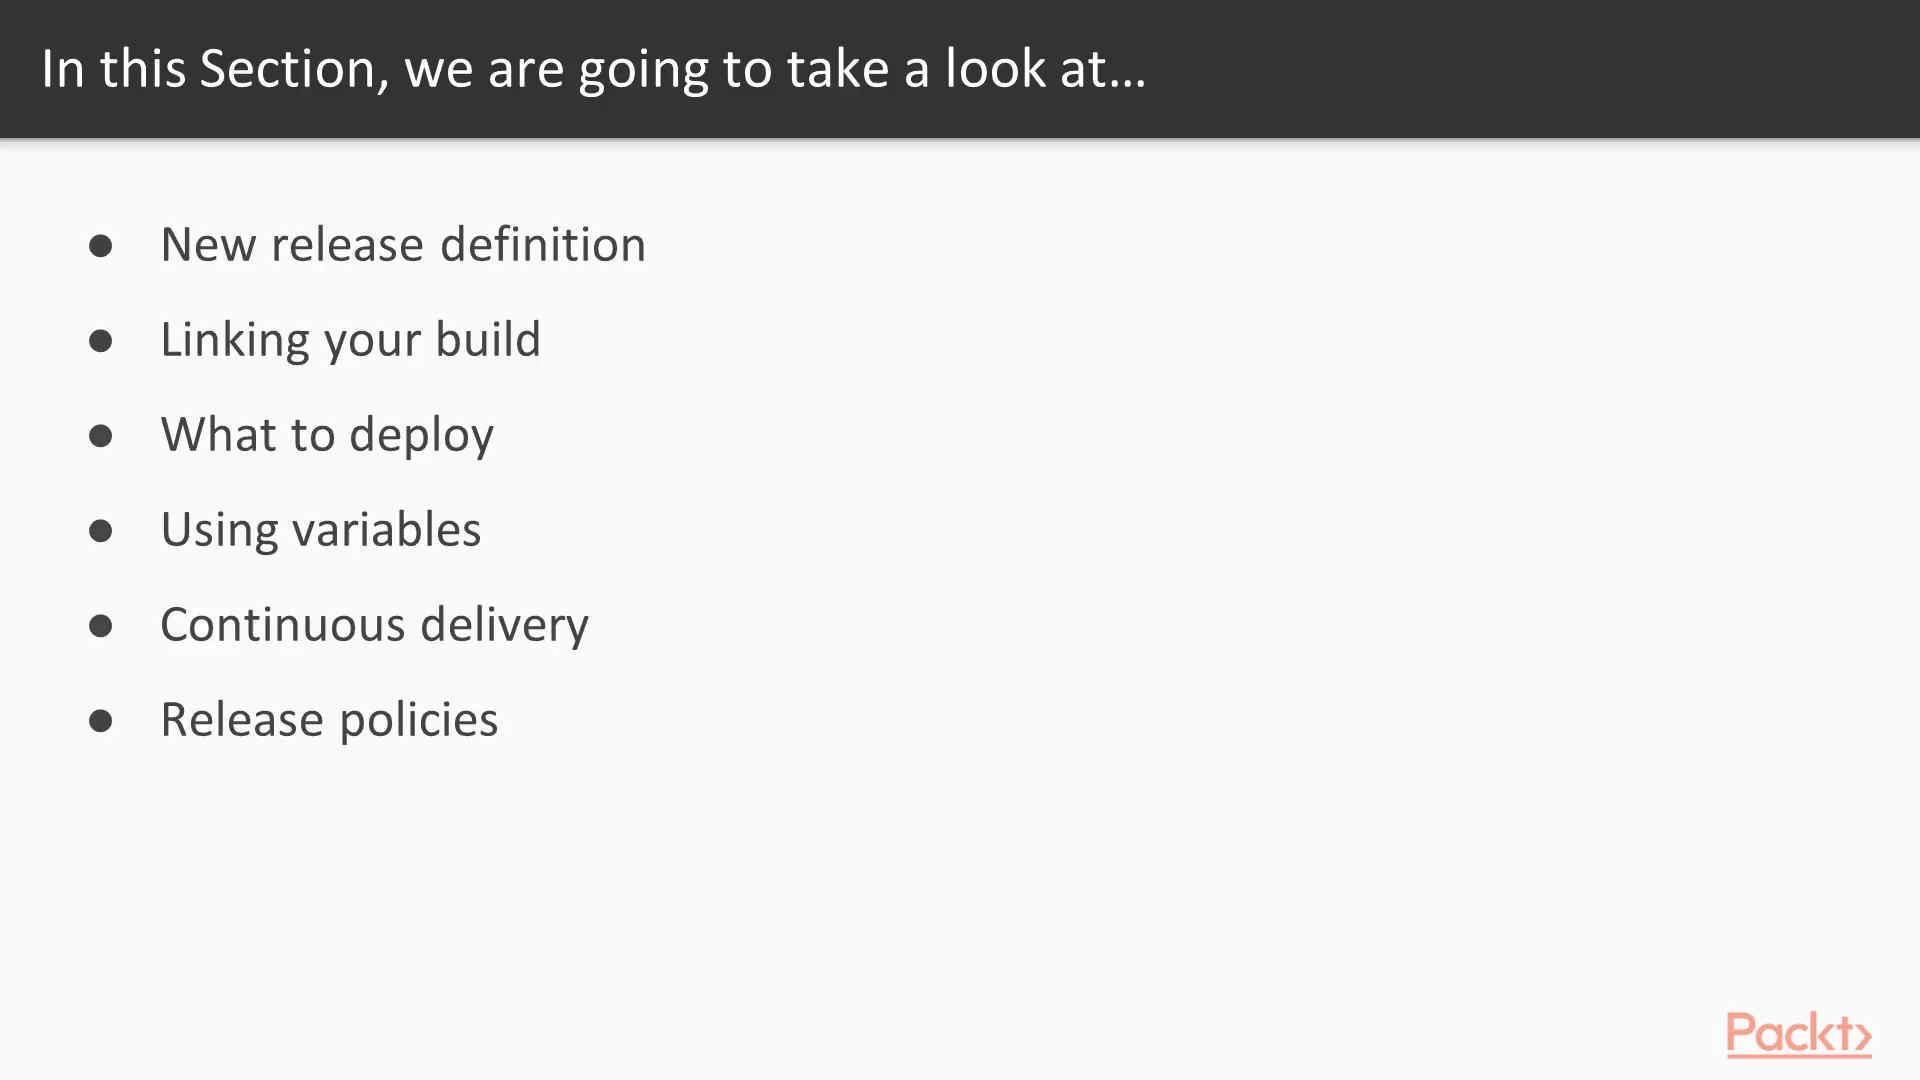 In this Section, we are going to take a look at...
● New release definition
● Linking your build
● What to deploy
● Using variables
● Continuous delivery
● Release policies
Packt>